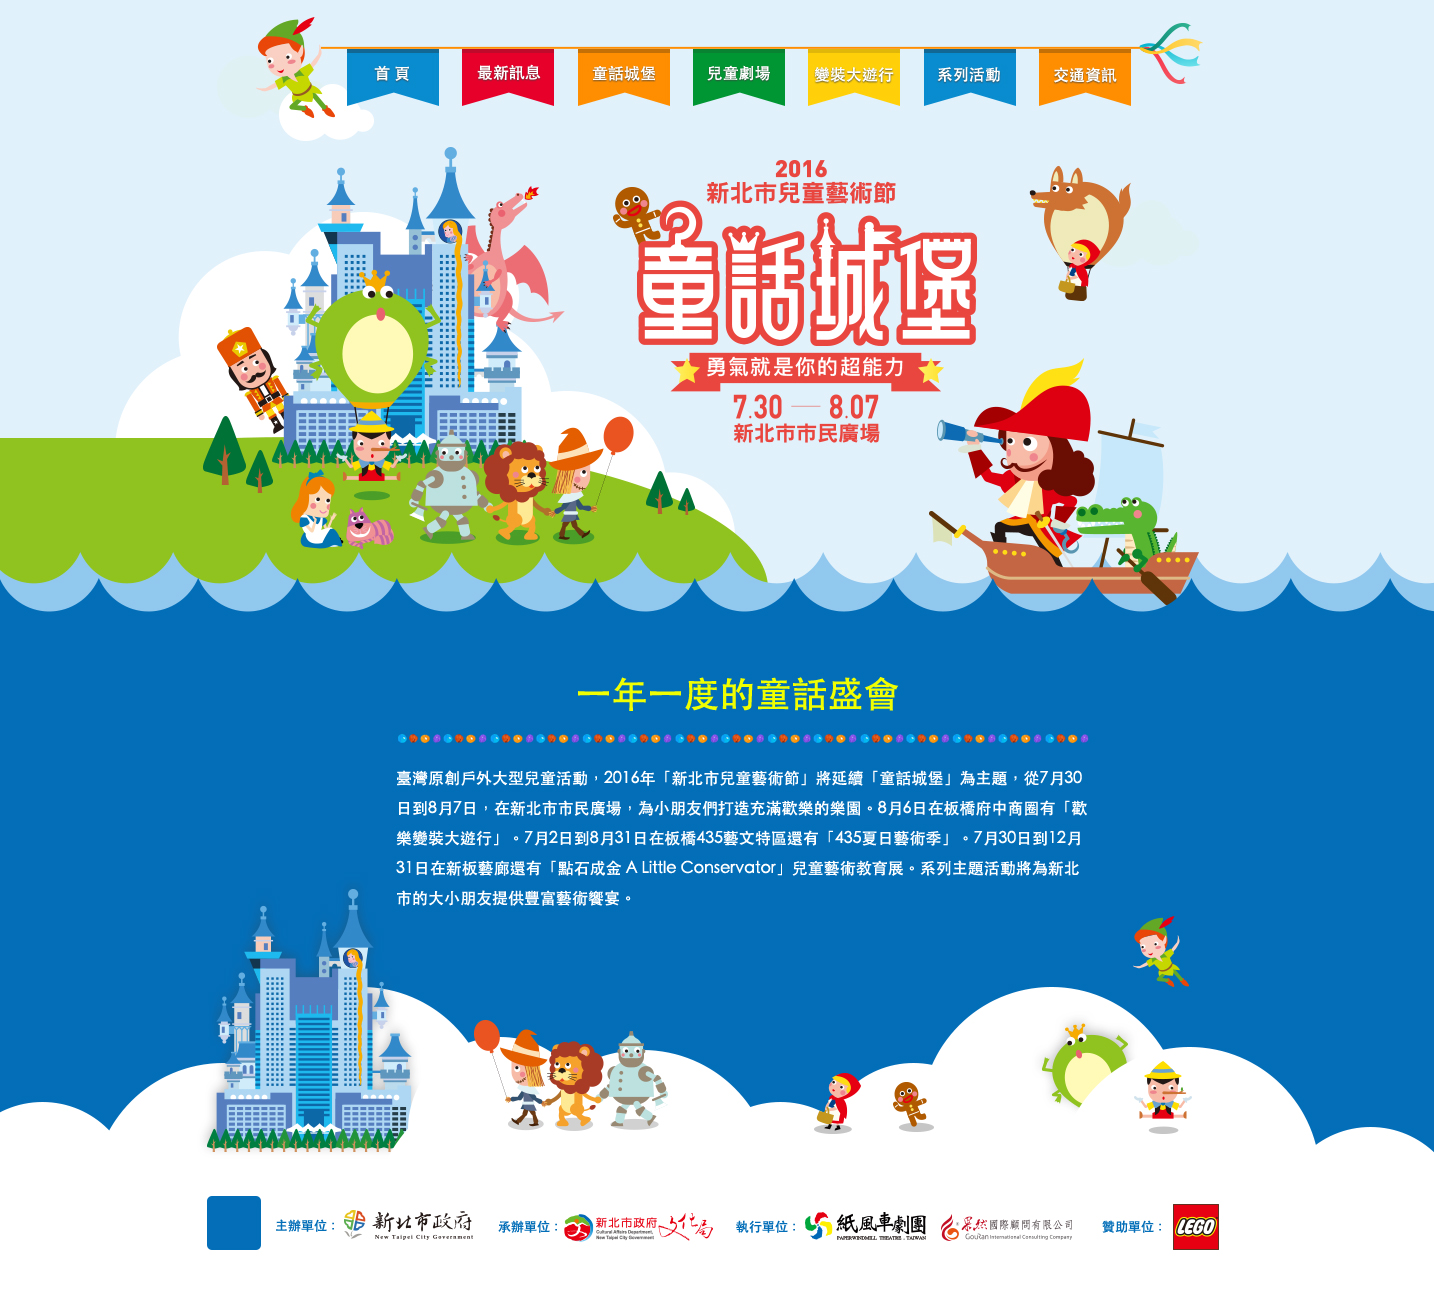 首頁
最新訊息
童話城堡
兒童劇場
變裝大遊行
系列活動
交通資訊
2016
新北市兒童藝術節
童話城堡
勇氣就是你的超能力
7.30 — 8.07
新北市市民廣場
一年一度的童話盛會
臺灣原創戶外大型兒童活動，2016年「新北市兒童藝術節」將延續「童話城堡」為主題，從7月30
日到8月7日，在新北市市民廣場，為小朋友們打造充滿歡樂的樂園。8月6日在板橋府中商圈有「歡
樂變裝大遊行」。7月2日到8月31日在板橋435藝文特區還有「435夏日藝術季」。7月30日到12月
31日在新板藝廊還有「點石成金 A Little Conservator」兒童藝術教育展。系列主題活動將為新北
市的大小朋友提供豐富藝術饗宴。
主辦單位：
新北市政府
New Taipei City Government
承辦單位：
新北市政府
Cultural Affairs Department,
New Taipei City Government
文化局
執行單位：
紙風車劇團
PAPERWINDMILL THEATRE . TAIWAN
果然國際顧問有限公司
GouRan International Consulting Company
贊助單位：
LEGO